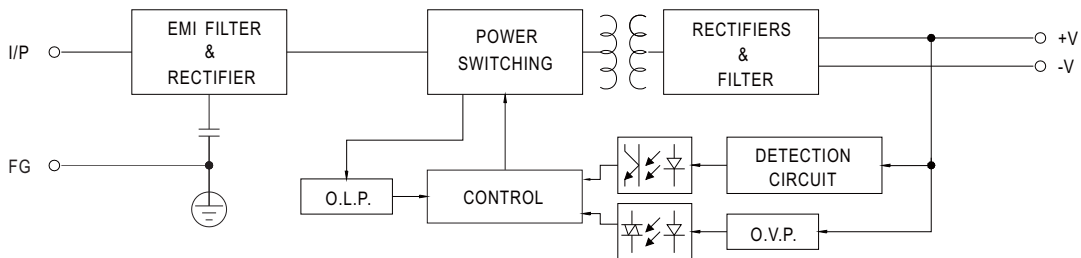 EMI FILTER
&
RECTIFIER
POWER
SWITCHING
RECTIFIERS
&
FILTER
I/P
+V
-V
FG
O.L.P.
CONTROL
DETECTION
CIRCUIT
O.V.P.